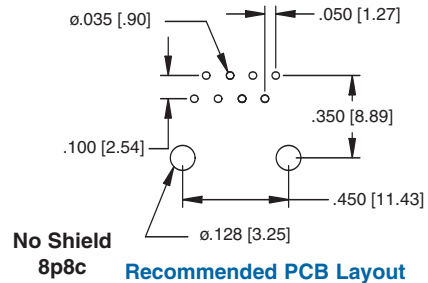 ø.035 [.90]
.050 [1.27]
.350 [8.89]
.100 [2.54]
.450 [11.43]
ø.128 [3.25]
No Shield
8p8c
Recommended PCB Layout